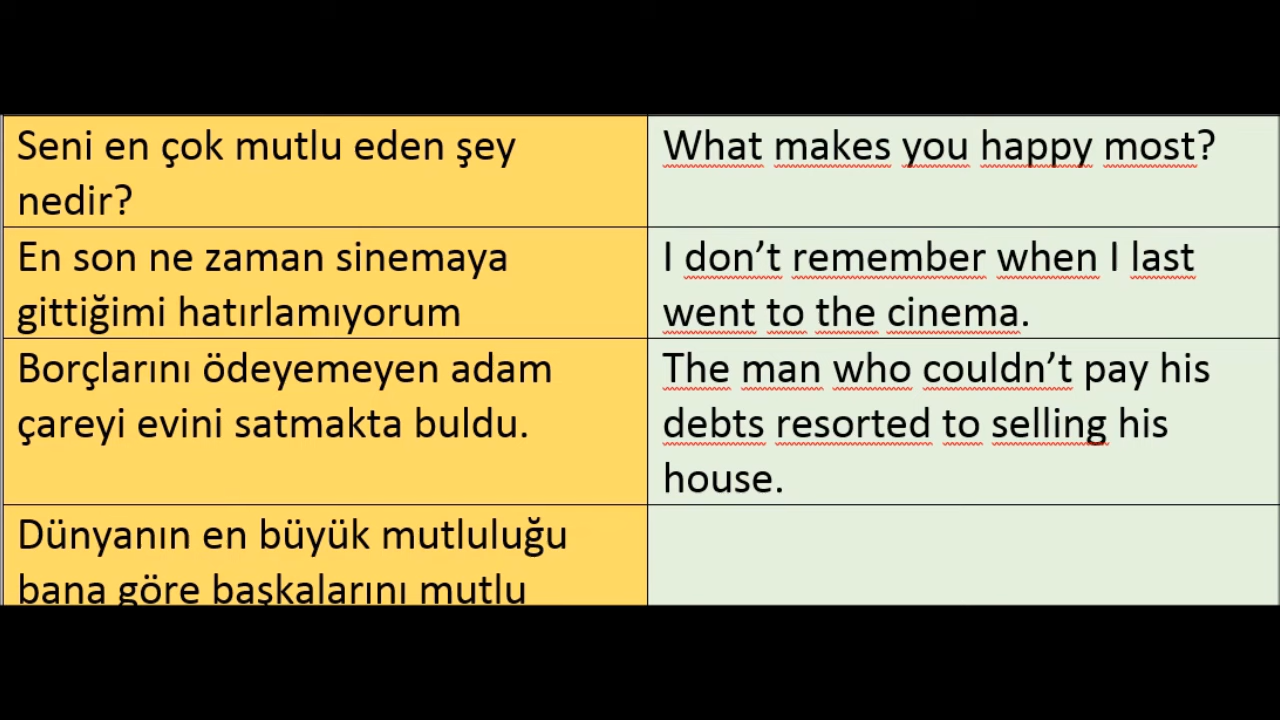 Seni en çok mutlu eden şey
nedir?
What makes you happy most?
En son ne zaman sinemaya
gittiğimi hatırlamıyorum
I don’t remember when I last
went to the cinema.
Borçlarını ödeyemeyen adam
çareyi evini satmakta buldu.
The man who couldn’t pay his
debts resorted to selling his
house.
Dünyanın en büyük mutluluğu
bana göre başkalarını mutlu